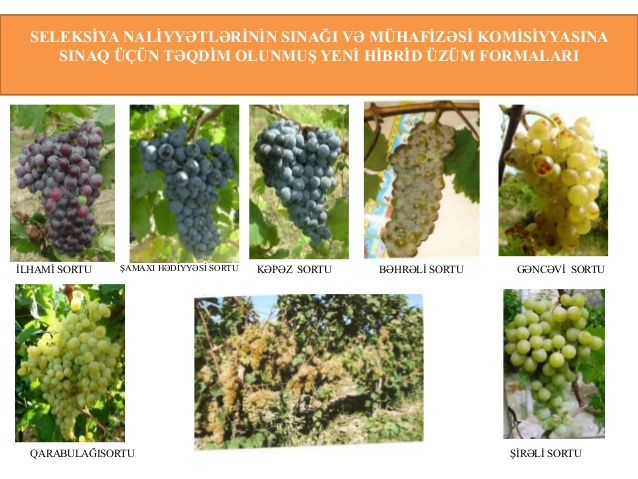 SELEKSİYA NALİYYƏTLƏRİNİN SINAĞI VƏ MÜHAFİZƏSİ KOMİSİYYASINA
SINAQ ÜÇÜN TƏQDİM OLUNMUŞ YENİ HİBRİD ÜZÜM FORMALARI
İLHAMİ SORTU
ŞAMAXI HƏDİYYƏSİ SORTU
KƏPƏZ SORTU
BƏHRƏLİ SORTU
GƏNCƏVİ SORTU
QARABULAĞISORTU
ŞİRƏLİ SORTU